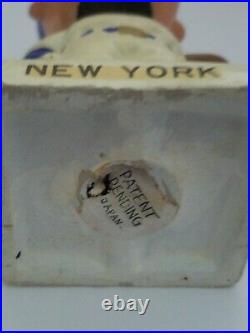 NEW YORK
PATENT
PENDING
JAPAN